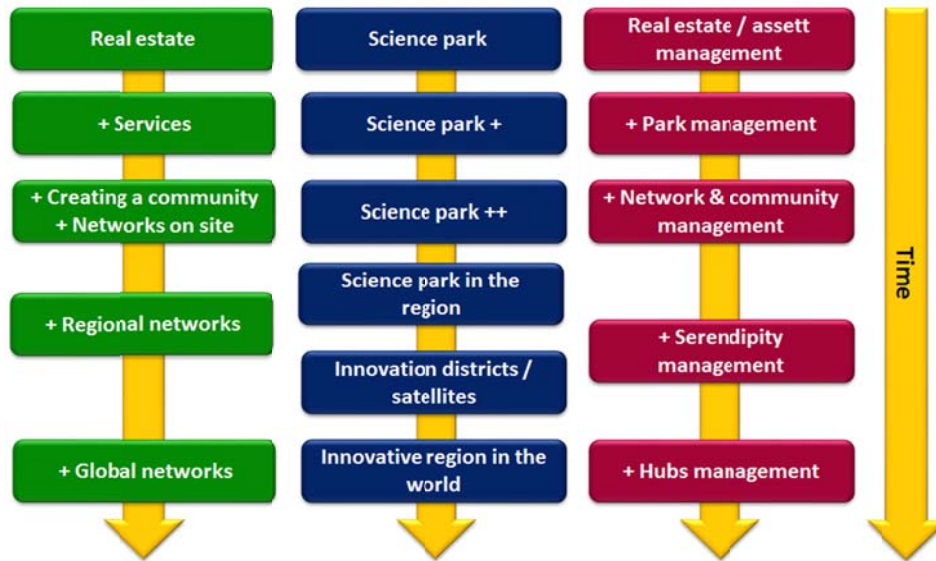 Real estate
+ Services
+ Creating a community
+ Networks on site
+ Regional networks
+ Global networks
Science park
Science park +
Science park ++
Science park in the
region
Innovation districts /
satellites
Innovative region in the
world
Real estate / assett
management
+ Park management
+ Network & community
management
+ Serendipity
management
+ Hubs management
Time